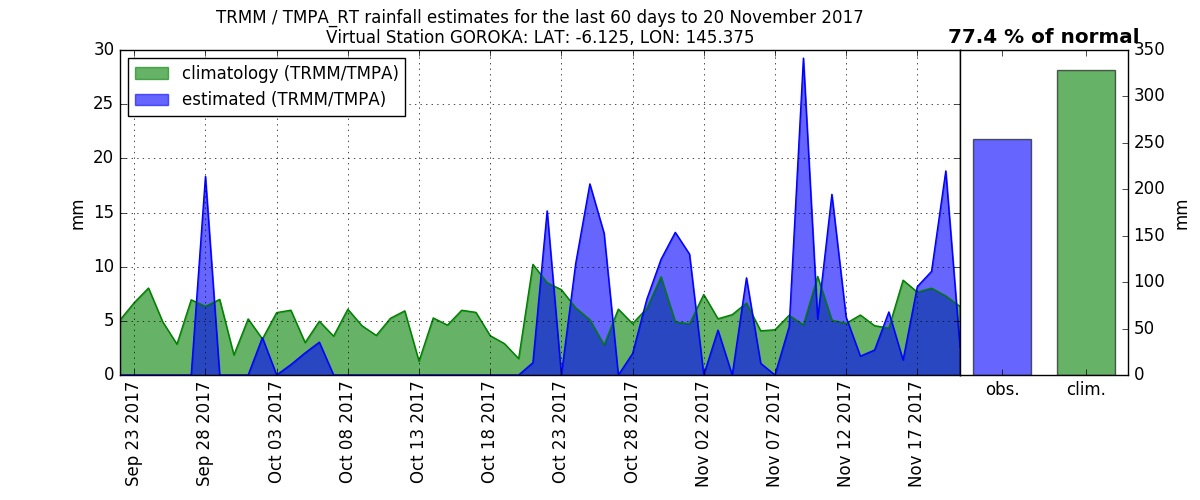 TRMM / TMPA_RT rainfall estimates for the last 60 days to 20 November 2017
Virtual Station GOROKA: LAT: -6.125, LON: 145.375
77.4 % of normal
climatology (TRMM/TMPA)
estimated (TRMM/TMPA)
30
25
20
15
10
5
0
mm
Sep 23 2017
Sep 28 2017
Oct 03 2017
Oct 08 2017
Oct 13 2017
Oct 18 2017
Oct 23 2017
Oct 28 2017
Nov 02 2017
Nov 07 2017
Nov 12 2017
Nov 17 2017
350
300
250
200
150
100
50
0
mm
obs.
clim.